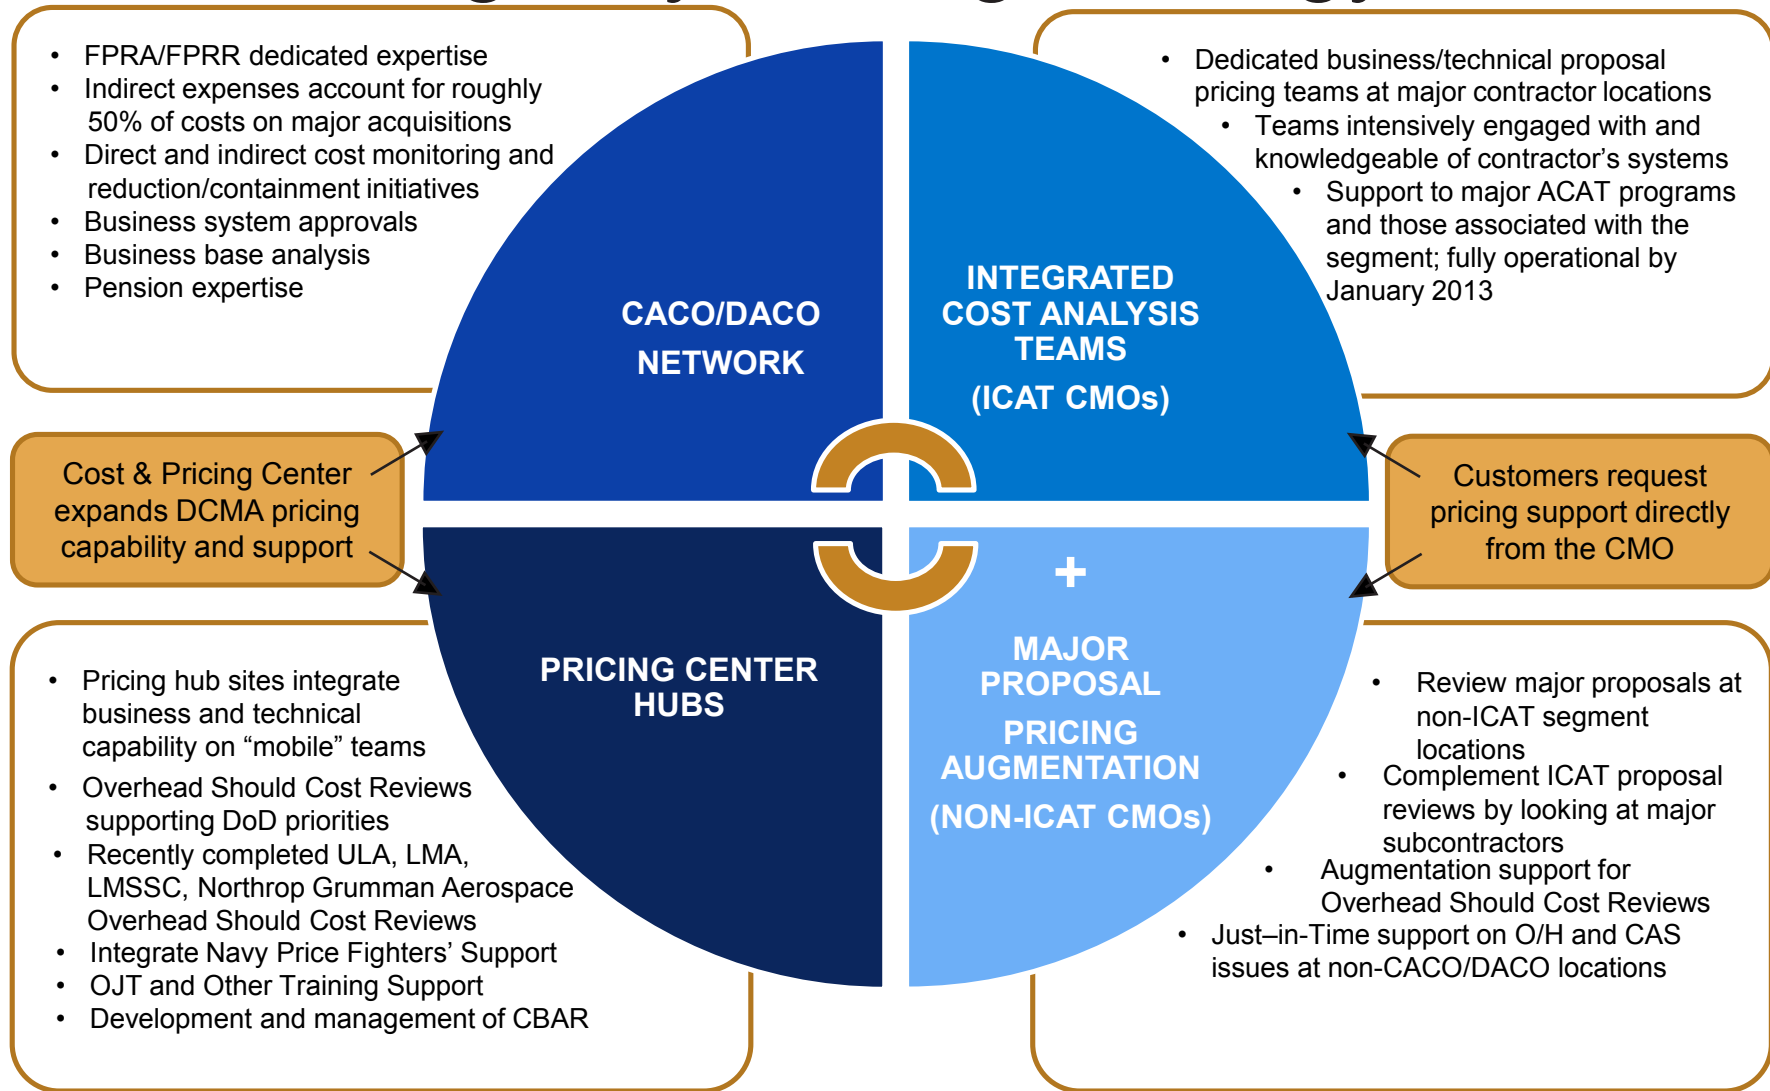 • FPRA/FPRR dedicated expertise
• Indirect expenses account for roughly
50% of costs on major acquisitions
• Direct and indirect cost monitoring and
reduction/containment initiatives
• Business system approvals
• Business base analysis
• Pension expertise
• Dedicated business/technical proposal
pricing teams at major contractor locations
• Teams intensively engaged with and
knowledgeable of contractor’s systems
• Support to major ACAT programs
and those associated with the
segment; fully operational by
January 2013
CACO/DACO
NETWORK
INTEGRATED
COST ANALYSIS
TEAMS
(ICAT CMOs)
Cost & Pricing Center
expands DCMA pricing
capability and support
Customers request
pricing support directly
from the CMO
PRICING CENTER
HUBS
+
MAJOR
PROPOSAL
PRICING
AUGMENTATION
(NON-ICAT CMOs)
• Pricing hub sites integrate
business and technical
capability on “mobile” teams
• Overhead Should Cost Reviews
supporting DoD priorities
• Recently completed ULA, LMA,
LMSSC, Northrop Grumman Aerospace
Overhead Should Cost Reviews
• Integrate Navy Price Fighters’ Support
• OJT and Other Training Support
• Development and management of CBAR
• Review major proposals at
non-ICAT segment
locations
• Complement ICAT proposal
reviews by looking at major
subcontractors
• Augmentation support for
Overhead Should Cost Reviews
• Just–in-Time support on O/H and CAS
issues at non-CACO/DACO locations